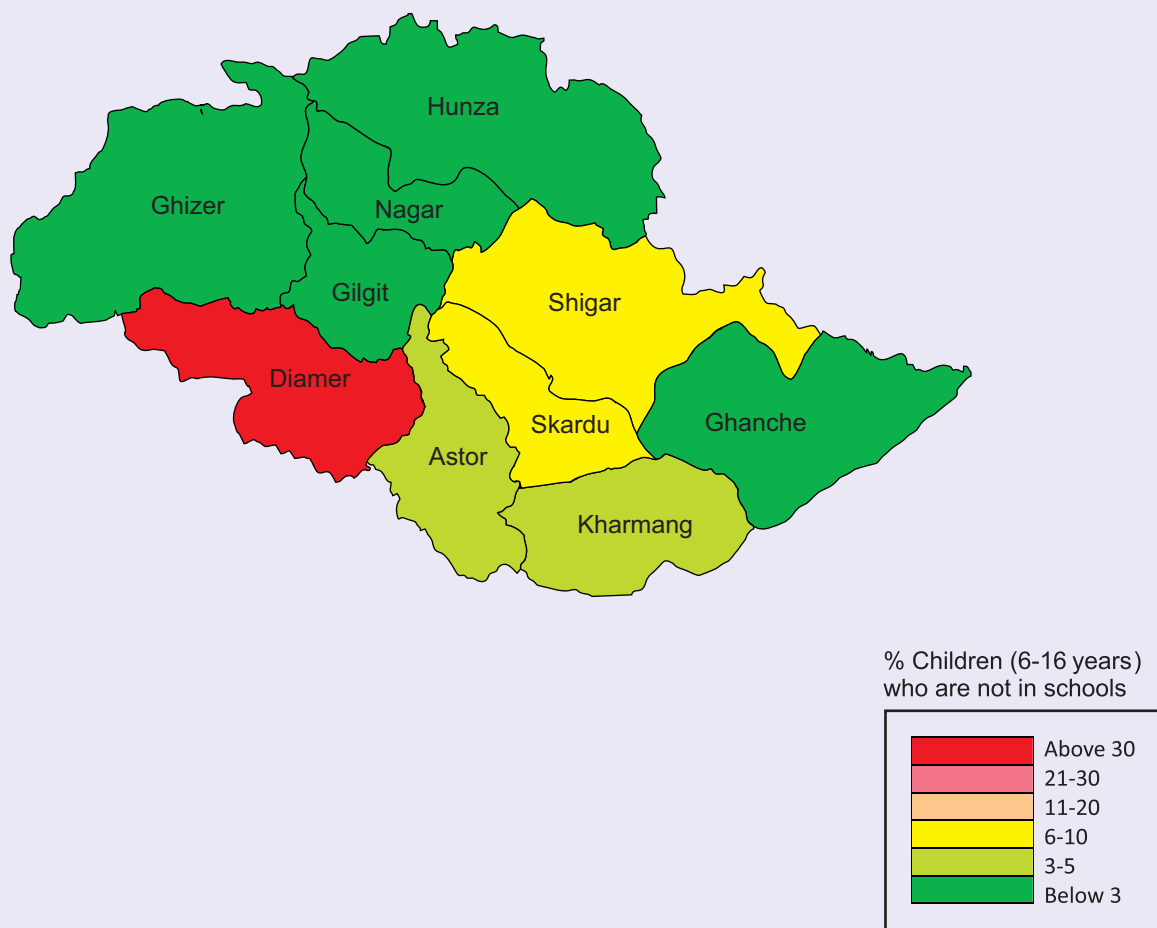 Hunza
Ghizer
Nagar
Gilgit
Shigar
Diamer
Skardu
Ghanche
Astor
Kharmang
% Children (6-16 years)
who are not in schools
Above 30
21-30
11-20
6-10
3-5
Below 3